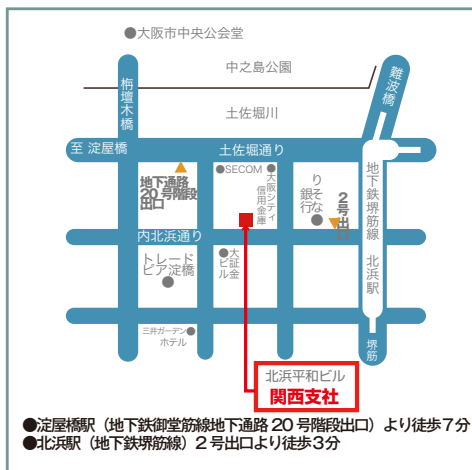 ●大阪市中央公会堂
中之島公園
栴壇木橋
難波橋
土佐堀川
至 淀屋橋
土佐堀通り
地下通路
20号階段
出口
●SECOM
●大阪シティ
信用金庫
りそな
銀行●
2号出口
地下鉄堺筋線 北浜駅
内北浜通り
トレード
ピア淀橋
●
●大証金
ビル
三井ガーデン●
ホテル
堺筋
北浜平和ビル
関西支社
●淀屋橋駅（地下鉄御堂筋線地下通路20号階段出口）より徒歩7分
●北浜駅（地下鉄堺筋線）2号出口より徒歩3分